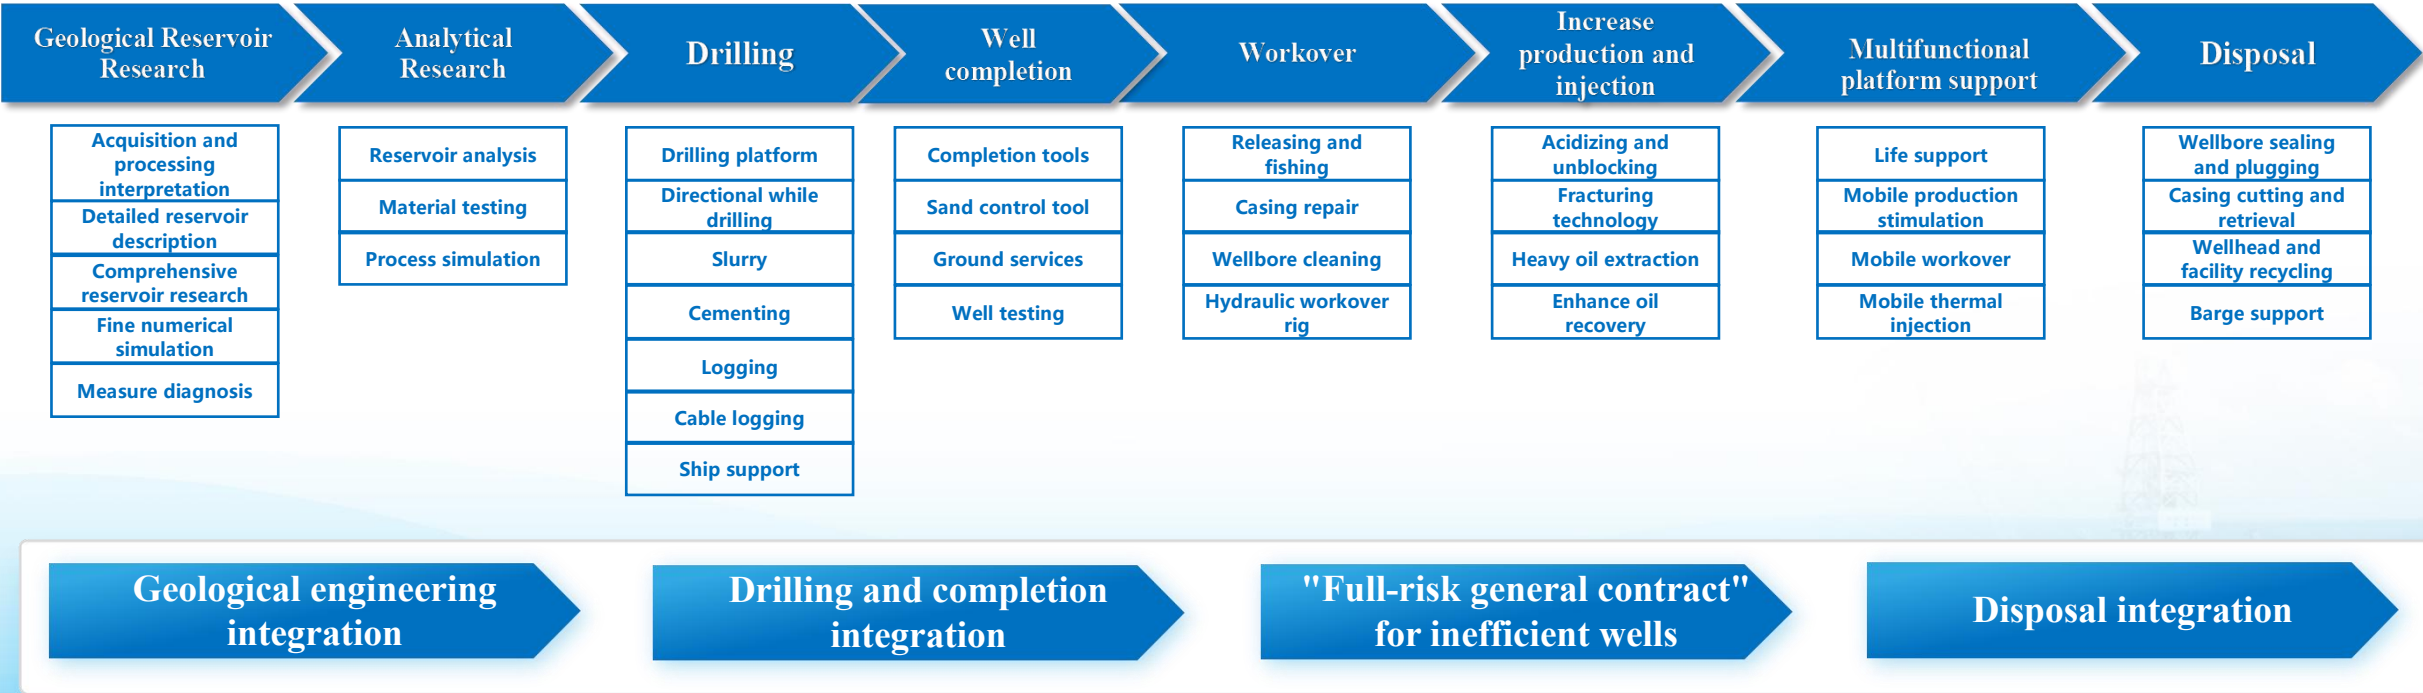 Geological Reservoir
Research
Analytical
Research
Drilling
Well
completion
Workover
Increase
production and
injection
Multifunctional
platform support
Disposal
Acquisition and
processing
interpretation
Detailed reservoir
description
Comprehensive
reservoir research
Fine numerical
simulation
Measure diagnosis
Reservoir analysis
Material testing
Process simulation
Drilling platform
Directional while
drilling
Slurry
Cementing
Logging
Cable logging
Ship support
Completion tools
Sand control tool
Ground services
Well testing
Releasing and
fishing
Casing repair
Wellbore cleaning
Hydraulic workover
rig
Acidizing and
unblocking
Fracturing
technology
Heavy oil extraction
Enhance oil
recovery
Life support
Mobile production
stimulation
Mobile workover
Mobile thermal
injection
Wellbore sealing
and plugging
Casing cutting and
retrieval
Wellhead and
facility recycling
Barge support
Geological engineering
integration
Drilling and completion
integration
"Full-risk general contract"
for inefficient wells
Disposal integration